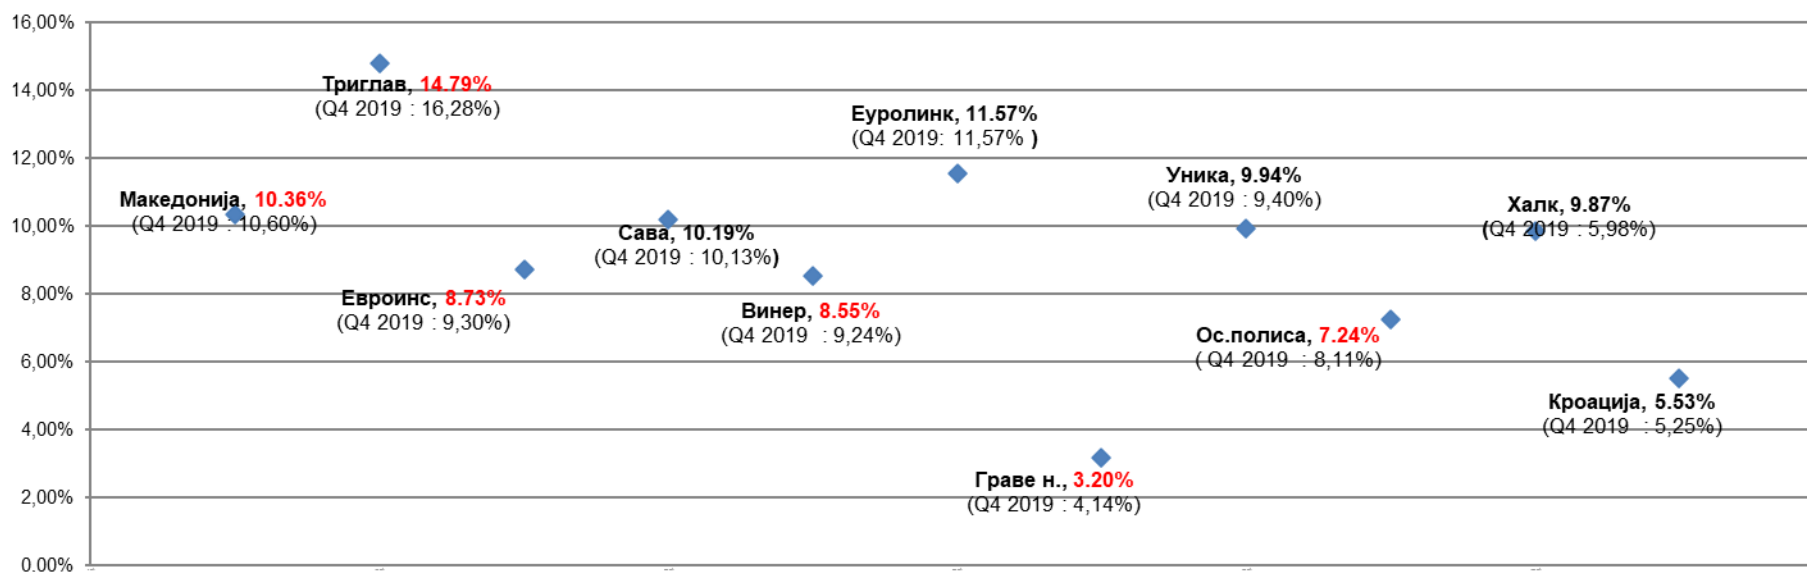 16,00%
14,00%
12,00%
10,00%
8,00%
6,00%
4,00%
2,00%
0,00%
Македонија, 10.36%
(Q4 2019 : 10,60%)
Триглав, 14.79%
(Q4 2019 : 16,28%)
Евроинс, 8.73%
(Q4 2019 : 9,30%)
Сава, 10.19%
(Q4 2019 : 10,13%)
Винер, 8.55%
(Q4 2019 : 9,24%)
Еуролинк, 11.57%
(Q4 2019: 11,57% )
Граве н., 3.20%
(Q4 2019 : 4,14%)
Уника, 9.94%
(Q4 2019 : 9,40%)
Ос.полиса, 7.24%
( Q4 2019 : 8,11%)
Халк, 9.87%
(Q4 2019 : 5,98%)
Кроација, 5.53%
(Q4 2019 : 5,25%)